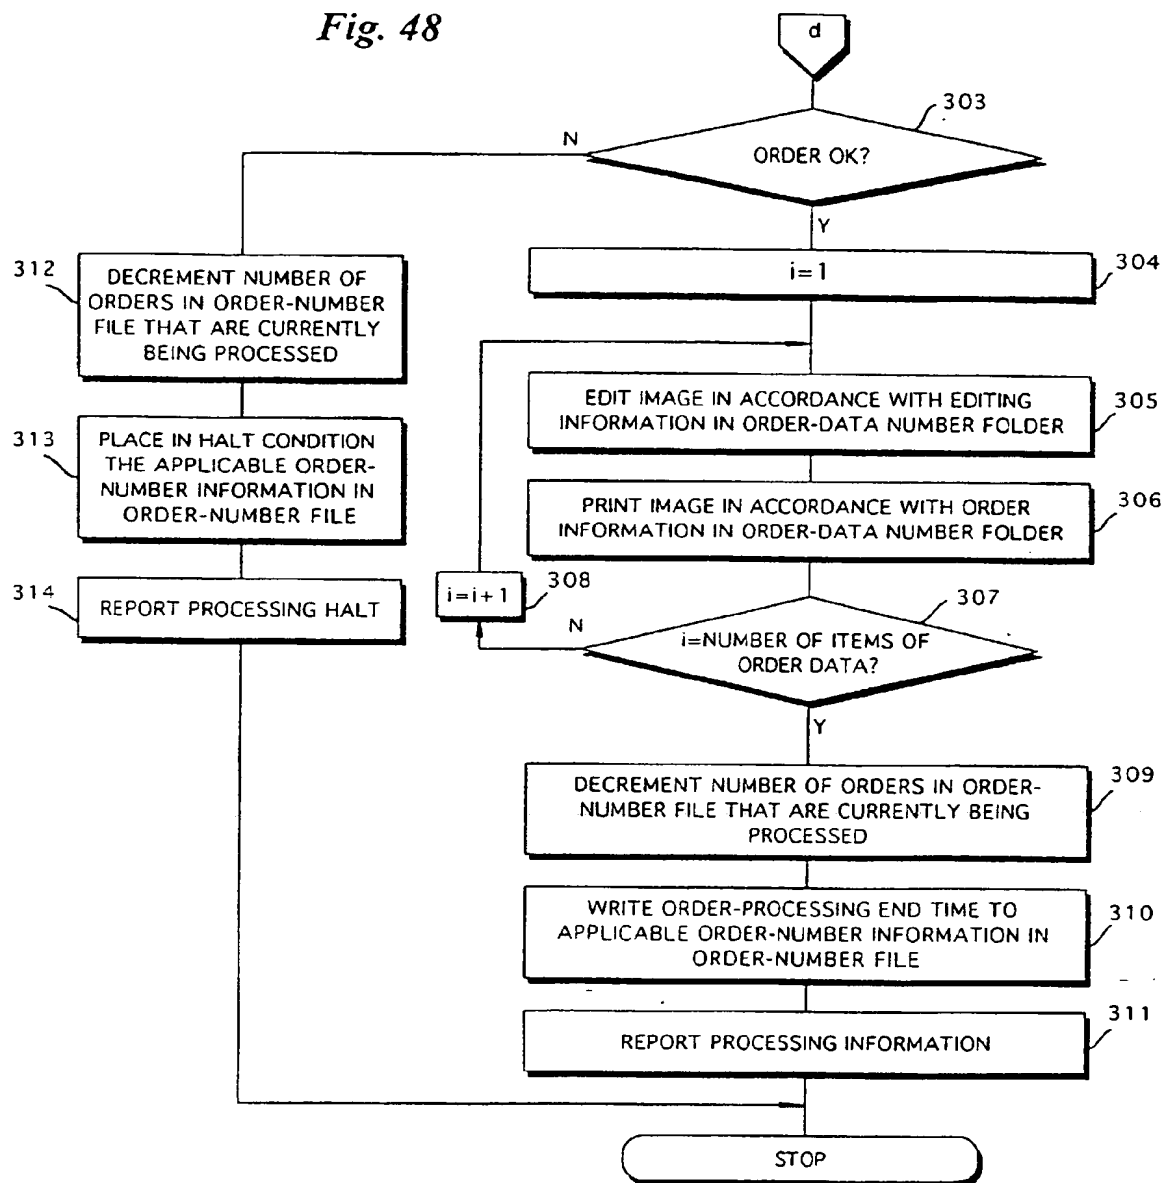 Fig. 48
d
303
N
ORDER OK?
Y
312
DECREMENT NUMBER OF
ORDERS IN ORDER-NUMBER
FILE THAT ARE CURRENTLY
BEING PROCESSED
i=1
304
EDIT IMAGE IN ACCORDANCE WITH EDITING
INFORMATION IN ORDER-DATA NUMBER FOLDER
305
313
PLACE IN HALT CONDITION
THE APPLICABLE ORDER-
NUMBER INFORMATION IN
ORDER-NUMBER FILE
PRINT IMAGE IN ACCORDANCE WITH ORDER
INFORMATION IN ORDER-DATA NUMBER FOLDER
306
314
REPORT PROCESSING HALT
i=i+1
308
307
N
i=NUMBER OF ITEMS OF
ORDER DATA?
Y
DECREMENT NUMBER OF ORDERS IN ORDER-
NUMBER FILE THAT ARE CURRENTLY BEING
PROCESSED
309
WRITE ORDER-PROCESSING END TIME TO
APPLICABLE ORDER-NUMBER INFORMATION IN
ORDER-NUMBER FILE
310
REPORT PROCESSING INFORMATION
311
STOP